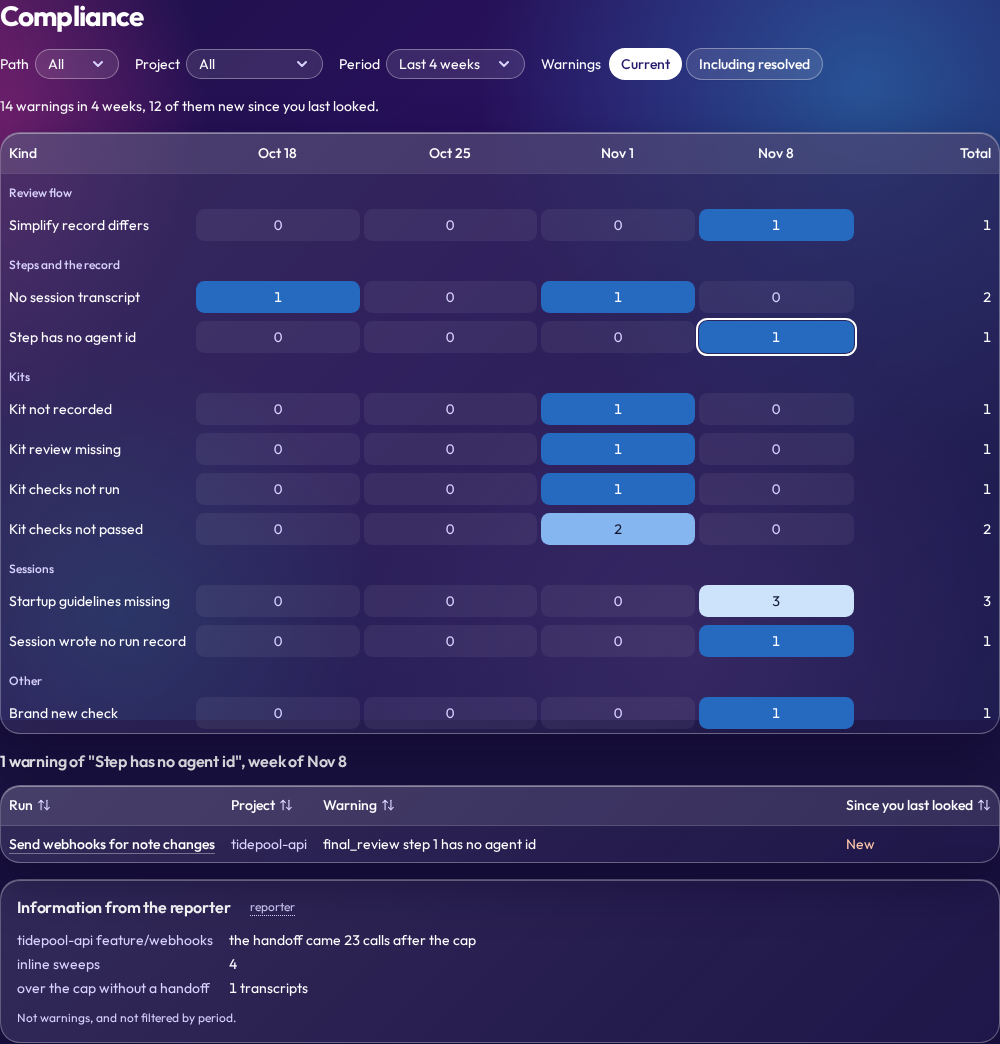 Compliance
Path All Project All Period Last 4 weeks Warnings Current Including resolved
14 warnings in 4 weeks, 12 of them new since you last looked.
Kind Oct 18 Oct 25 Nov 1 Nov 8 Total
Review flow
Simplify record differs 0 0 0 1 1
Steps and the record
No session transcript 1 0 1 0 2
Step has no agent id 0 0 0 1 1
Kits
Kit not recorded 0 0 1 0 1
Kit review missing 0 0 1 0 1
Kit checks not run 0 0 1 0 1
Kit checks not passed 0 0 2 0 2
Sessions
Startup guidelines missing 0 0 0 3 3
Session wrote no run record 0 0 0 1 1
Other
Brand new check 0 0 0 1 1
1 warning of "Step has no agent id", week of Nov 8
Run Project Warning Since you last looked
Send webhooks for note changes tidepool-api final_review step 1 has no agent id New
Information from the reporter reporter
tidepool-api feature/webhooks the handoff came 23 calls after the cap
inline sweeps 4
over the cap without a handoff 1 transcripts
Not warnings, and not filtered by period.